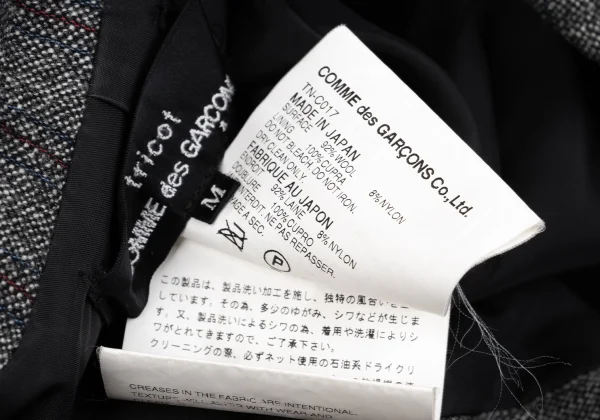 tricot
COMME des GARÇONS
M
COMME des GARÇONS Co.,Ltd.
TN-C017
MADE IN JAPAN
SURFACE 92% WOOL 8% NYLON
LINING 100% CUPRA
DO NOT BLEACH, DO NOT IRON.
DRY CLEAN ONLY
FABRIQUE AU JAPON
92% LAINE 8% NYLON
DOUBLURE 100% CUPRO
INTERDIT. NE PAS REPASSER
A SEC.
P
この製品は、製品洗い加工を施し、独特の風合い
しています。その為、多少のゆがみ、シワなどが生じま
す。又、製品洗いによるシワの為、着用や洗濯によりシ
ワがとれてきますので、ご了承下さい。
クリーニングの際、必ずネット使用の石油系ドライクリ
CREASES IN THE FABRIC ARE INTENTIONAL.
TEXTURE WILL ALTER WITH WEAR AND